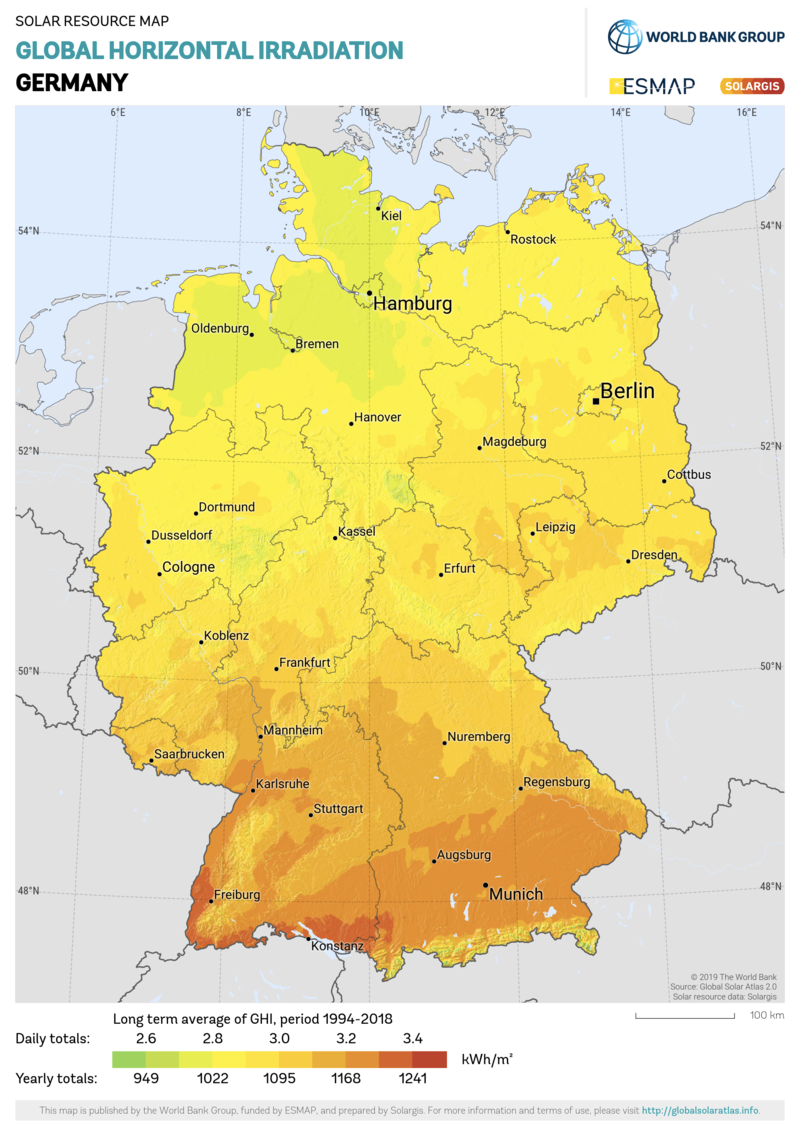 SOLAR RESOURCE MAP
GLOBAL HORIZONTAL IRRADIATION
GERMANY
WORLD BANK GROUP
ESMAP
SOLARGIS
6°E 8°E 10°E 12°E 14°E 16°E
Kiel
54°N
54°N
Rostock
Hamburg
Oldenburg
Bremen
Berlin
Hanover
Magdeburg
52°N
52°N
Cottbus
Dortmund
Leipzig
Dusseldorf
Kassel
Dresden
Cologne
Erfurt
Koblenz
Frankfurt
50°N
50°N
Mannheim
Nuremberg
Saarbrucken
Karlsruhe
Regensburg
Stuttgart
Augsburg
48°N
48°N
Freiburg
Munich
Konstanz
© 2019 The World Bank
Source: Global Solar Atlas 2.0
Solar resource data: Solargis
100 km
Long term average of GHI, period 1994-2018
Daily totals: 2.6 2.8 3.0 3.2 3.4
kWh/m²
Yearly totals: 949 1022 1095 1168 1241
This map is published by the World Bank Group, funded by ESMAP, and prepared by Solargis. For more information and terms of use, please visit http://globalsolaratlas.info.